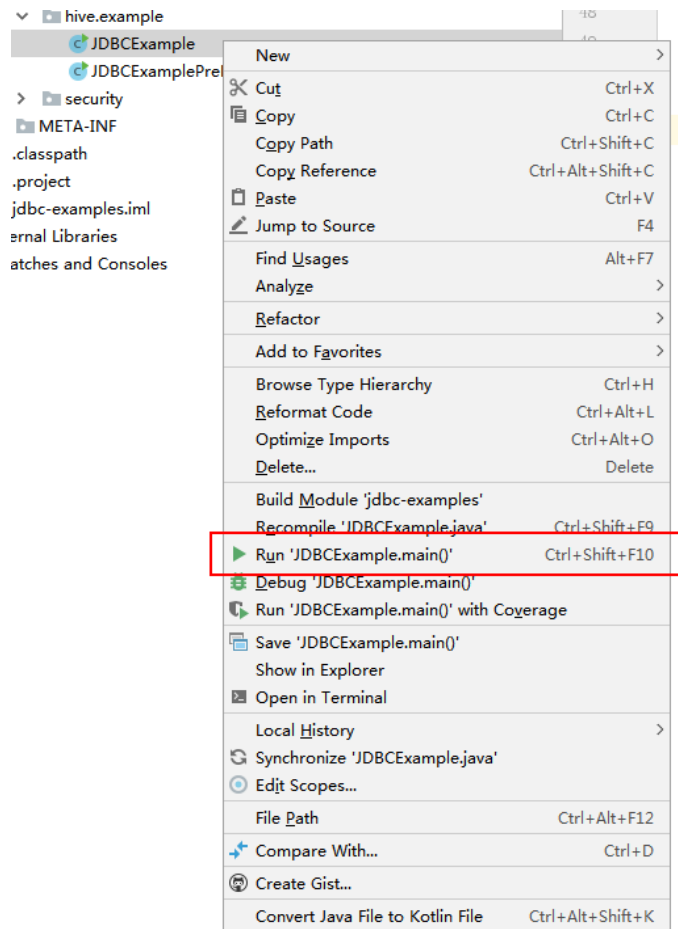 hive.example
48
JDBCExample
JDBCExamplePre
security
META-INF
.classpath
.project
jdbc-examples.iml
ernal Libraries
atches and Consoles
New
Cut Ctrl+X
Copy Ctrl+C
Copy Path Ctrl+Shift+C
Copy Reference Ctrl+Alt+Shift+C
Paste Ctrl+V
Jump to Source F4
Find Usages Alt+F7
Analyze
Refactor
Add to Favorites
Browse Type Hierarchy Ctrl+H
Reformat Code Ctrl+Alt+L
Optimize Imports Ctrl+Alt+O
Delete... Delete
Build Module 'jdbc-examples'
Recompile 'JDBCExample.java' Ctrl+Shift+F9
Run 'JDBCExample.main()' Ctrl+Shift+F10
Debug 'JDBCExample.main()'
Run 'JDBCExample.main()' with Coverage
Save 'JDBCExample.main()'
Show in Explorer
Open in Terminal
Local History
Synchronize 'JDBCExample.java'
Edit Scopes...
File Path Ctrl+Alt+F12
Compare With... Ctrl+D
Create Gist...
Convert Java File to Kotlin File Ctrl+Alt+Shift+K